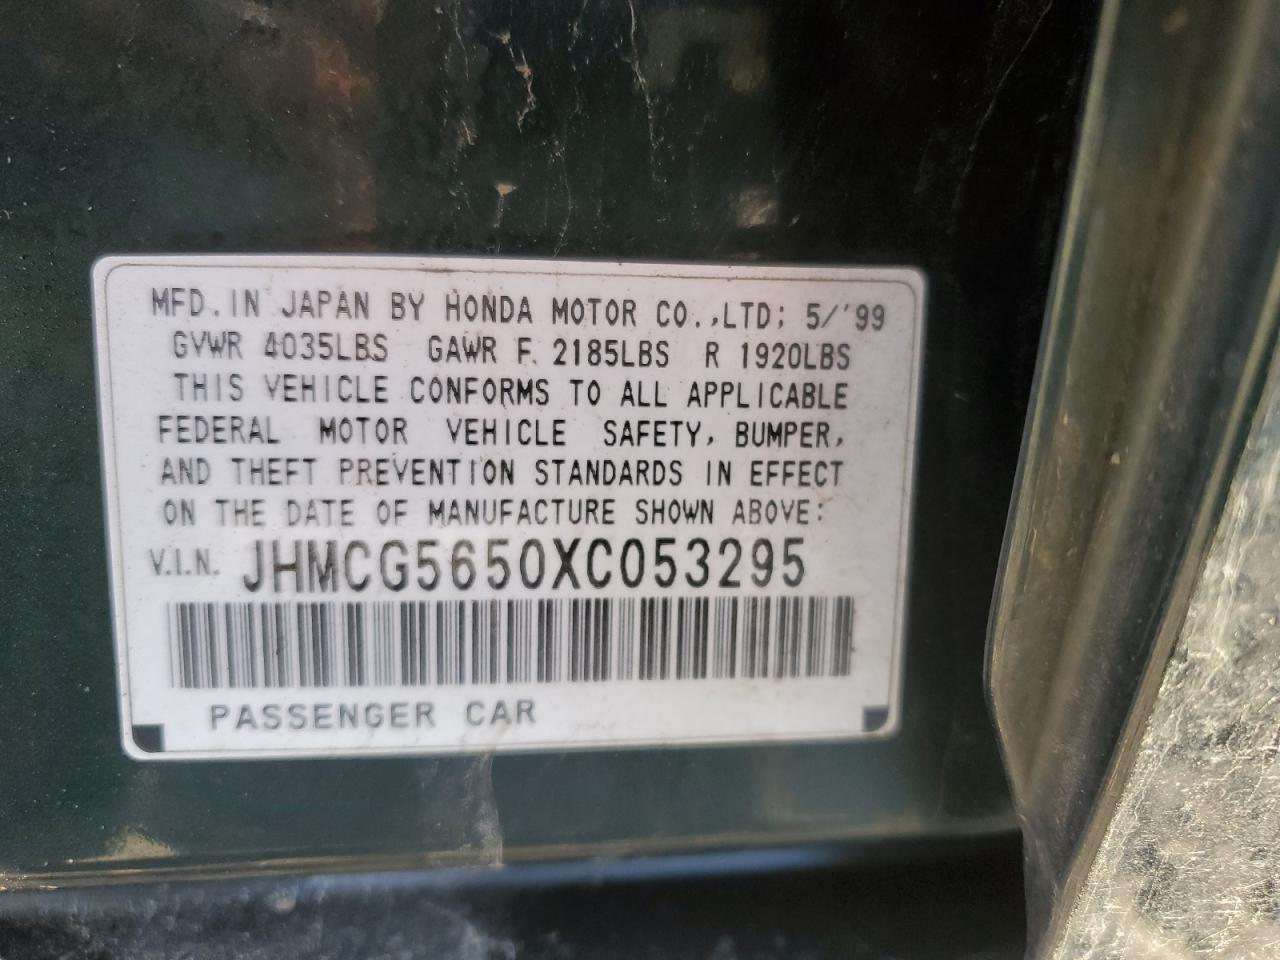 MFD. IN JAPAN BY HONDA MOTOR CO.,LTD; 5/'99
GVWR 4035LBS GAWR F. 2185LBS R 1920LBS
THIS VEHICLE CONFORMS TO ALL APPLICABLE
FEDERAL MOTOR VEHICLE SAFETY, BUMPER,
AND THEFT PREVENTION STANDARDS IN EFFECT
ON THE DATE OF MANUFACTURE SHOWN ABOVE:
V.I.N. JHMCG5650XC053295
PASSENGER CAR